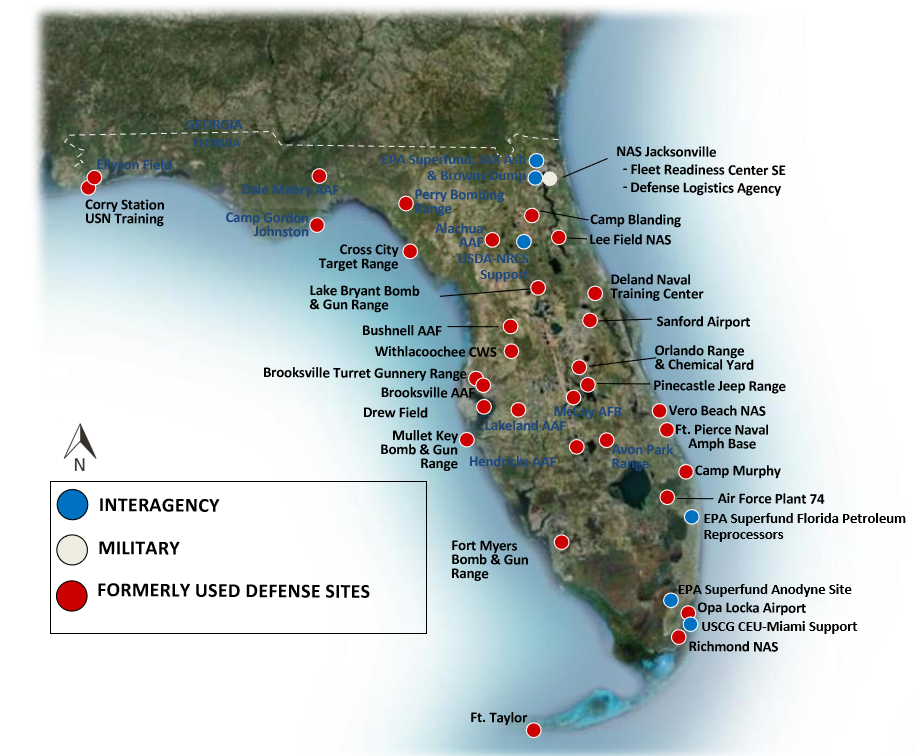 GEORGIA
FLORIDA
Ellyson Field
Corry Station
USN Training
Dale Mabry AAF
Camp Gordon
Johnston
EPA Superfund, JAX Ash
& Browns Dump
Perry Bombing
Range
NAS Jacksonville
- Fleet Readiness Center SE
- Defense Logistics Agency
Camp Blanding
Lee Field NAS
Alachua
AAF
USDA-NRCS
Support
Cross City
Target Range
Lake Bryant Bomb
& Gun Range
Deland Naval
Training Center
Sanford Airport
Bushnell AAF
Withlacoochee CWS
Orlando Range
& Chemical Yard
Brooksville Turret Gunnery Range
Brooksville AAF
Pinecastle Jeep Range
Drew Field
McCoy AFB
Vero Beach NAS
Lakeland AAF
Ft. Pierce Naval
Amph Base
Mullet Key
Bomb & Gun
Range
Hendricks AAF
Avon Park
Range
Camp Murphy
Air Force Plant 74
EPA Superfund Florida Petroleum
Reprocessors
N
INTERAGENCY
MILITARY
FORMERLY USED DEFENSE SITES
Fort Myers
Bomb & Gun
Range
EPA Superfund Anodyne Site
Opa Locka Airport
USCG CEU-Miami Support
Richmond NAS
Ft. Taylor